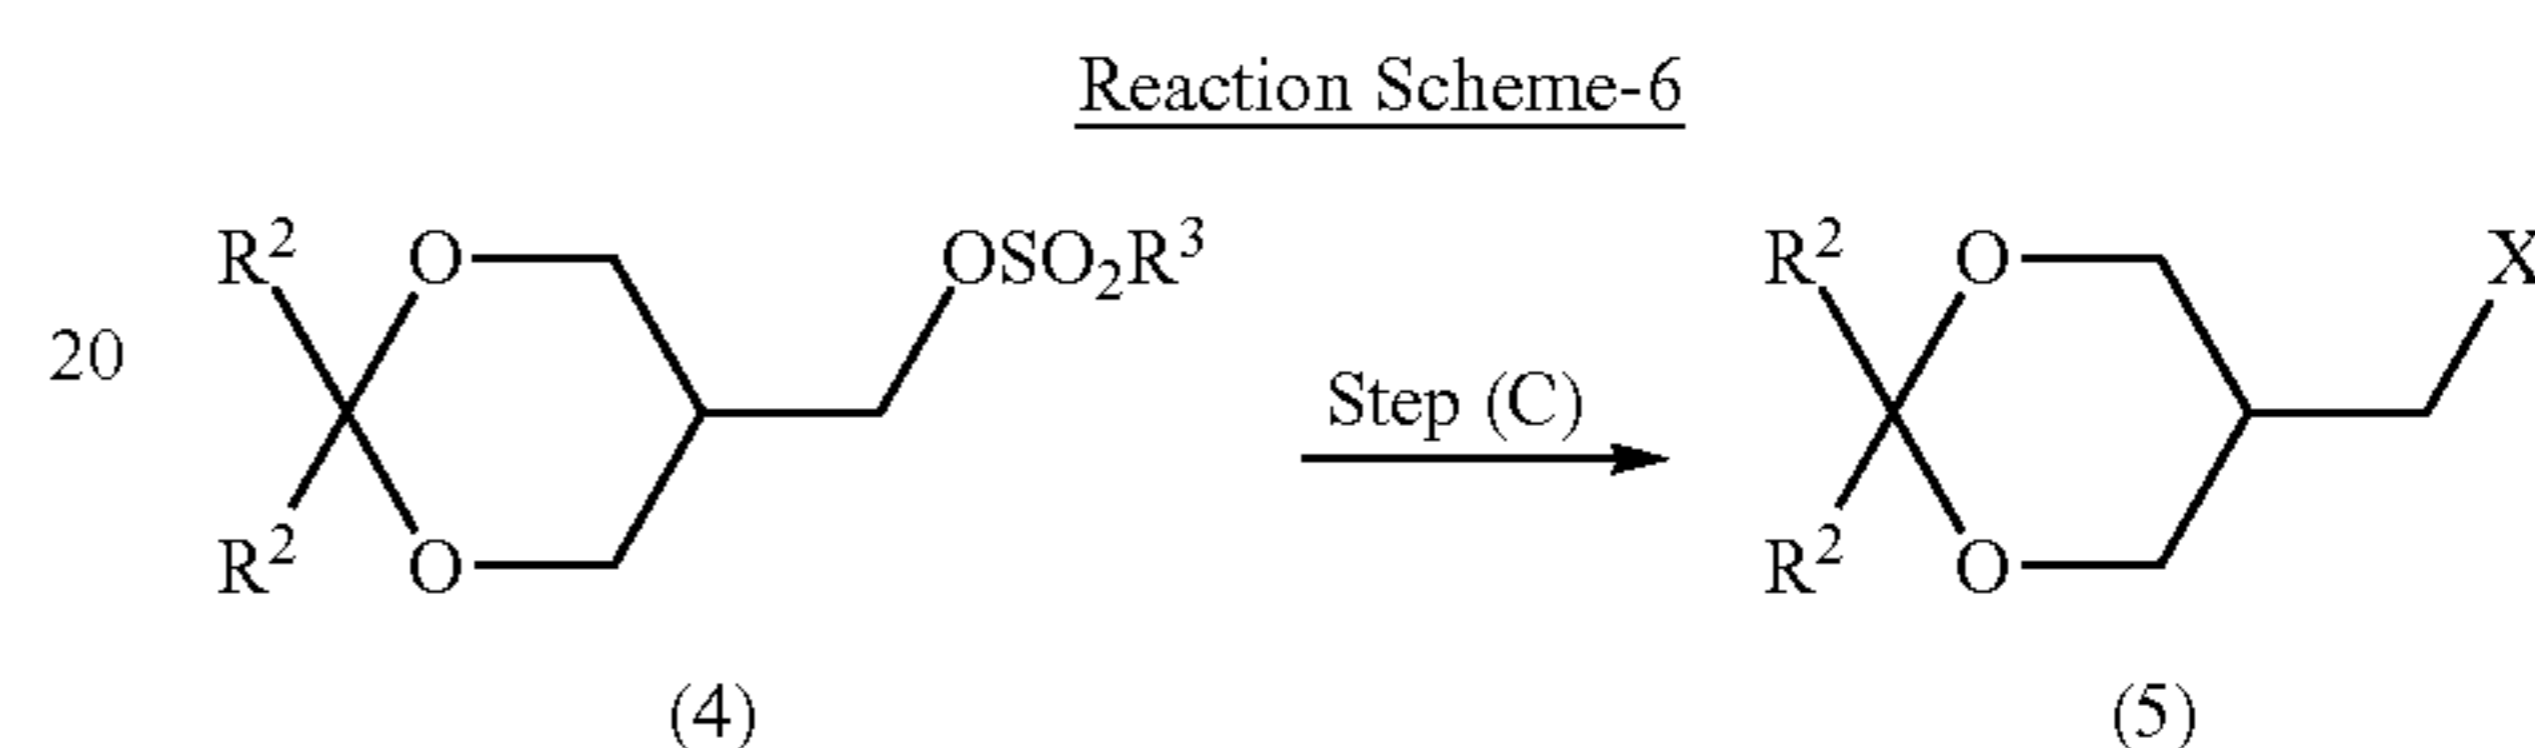 Reaction Scheme-6
R² O OSO₂R³ R² O X
20 Step (C)
R² O R² O
(4) (5)